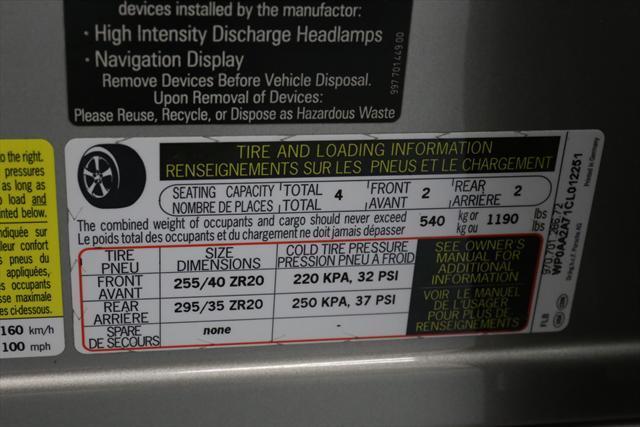 devices installed by the manufactor:
· High Intensity Discharge Headlamps
· Navigation Display
Remove Devices Before Vehicle Disposal.
Upon Removal of Devices:
Please Reuse, Recycle, or Dispose as Hazardous Waste
997 701 449 00
the right.
pressures
as long as
load and
nted below.
indiquée sur
lleur confort
s pneus du
appliquées,
esse maximale
es ci-dessous.
160 km/h
100 mph
TIRE AND LOADING INFORMATION
RENSEIGNEMENTS SUR LES PNEUS ET LE CHARGEMENT
SEATING CAPACITY TOTAL 4 FRONT 2 REAR 2
NOMBRE DE PLACES TOTAL AVANT ARRIÈRE
The combined weight of occupants and cargo should never exceed 540 kg or 1190 lbs
Le poids total des occupants et du chargement ne doit jamais dépasser kg ou lbs
TIRE SIZE COLD TIRE PRESSURE
PNEU DIMENSIONS PRESSION PNEU A FROID
FRONT AVANT 255/40 ZR20 220 KPA, 32 PSI
REAR ARRIÈRE 295/35 ZR20 250 KPA, 37 PSI
SPARE DE SECOURS none -
SEE OWNER'S
MANUAL FOR
ADDITIONAL
INFORMATION
VOIR LE MANUEL
DE L'USAGER
POUR PLUS DE
RENSEIGNEMENTS
WP0AA2A71CL012251
Printed in Germany
FLB